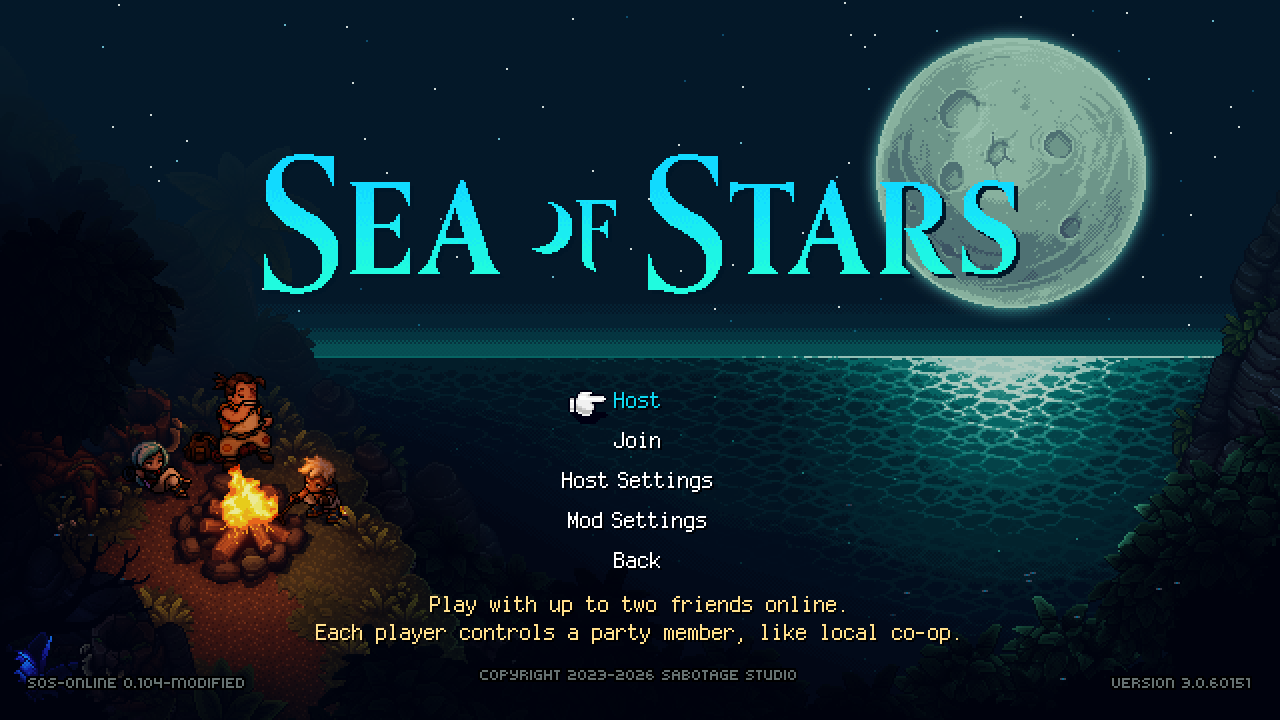 SEA OF STARS
Host
Join
Host Settings
Mod Settings
Back
Play with up to two friends online.
Each player controls a party member, like local co-op.
COPYRIGHT 2023-2026 SABOTAGE STUDIO
SOS-ONLINE 0.104-MODIFIED
VERSION 3.0.60151